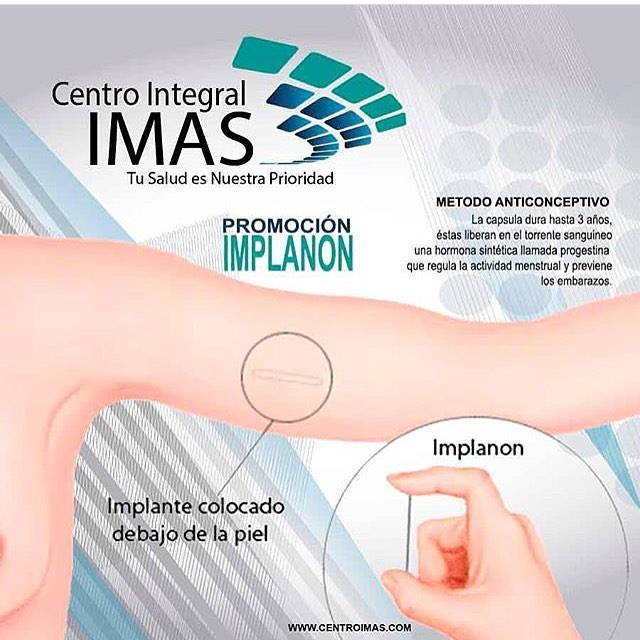 Centro Integral
IMAS
Tu Salud es Nuestra Prioridad
PROMOCIÓN
IMPLANON
METODO ANTICONCEPTIVO
La capsula dura hasta 3 años,
éstas liberan en el torrente sanguineo
una hormona sintética llamada progestina
que regula la actividad menstrual y previene
los embarazos.
Implante colocado
debajo de la piel
Implanon
WWW.CENTROIMAS.COM